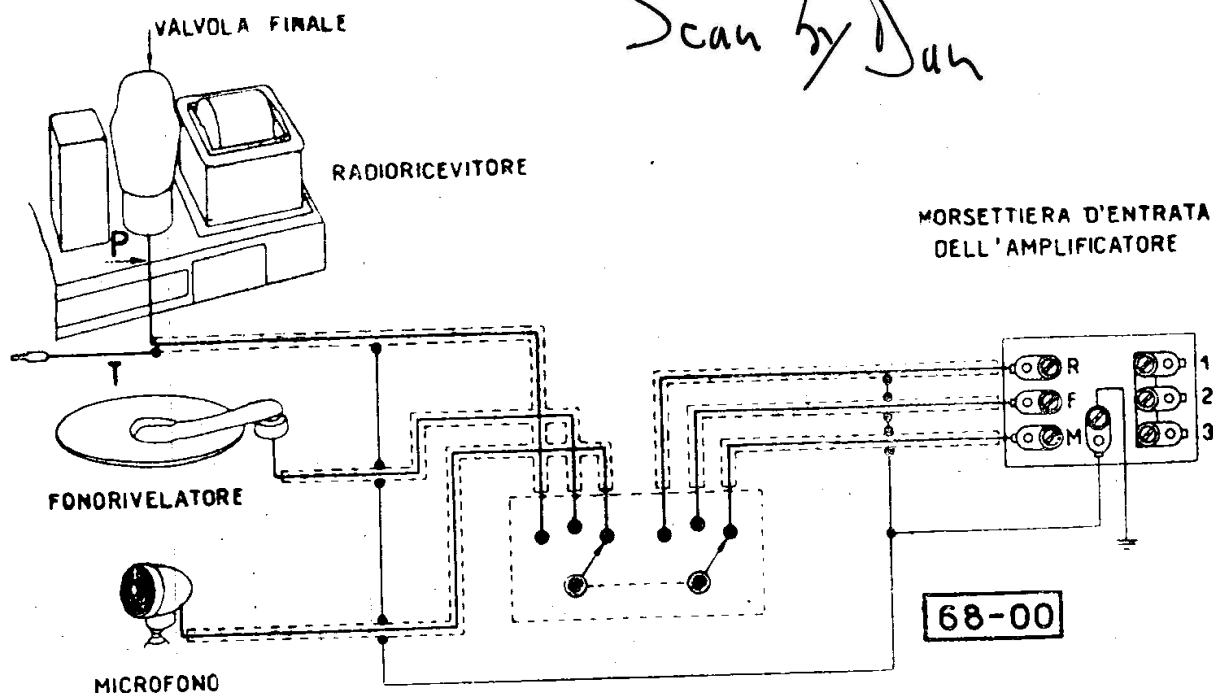 VALVOLA FINALE
Scan by Dan
RADIORICEVITORE
MORSETTIERA D'ENTRATA
DELL'AMPLIFICATORE
P
T
R
F
M
1
2
3
FONORIVELATORE
68-00
MICROFONO